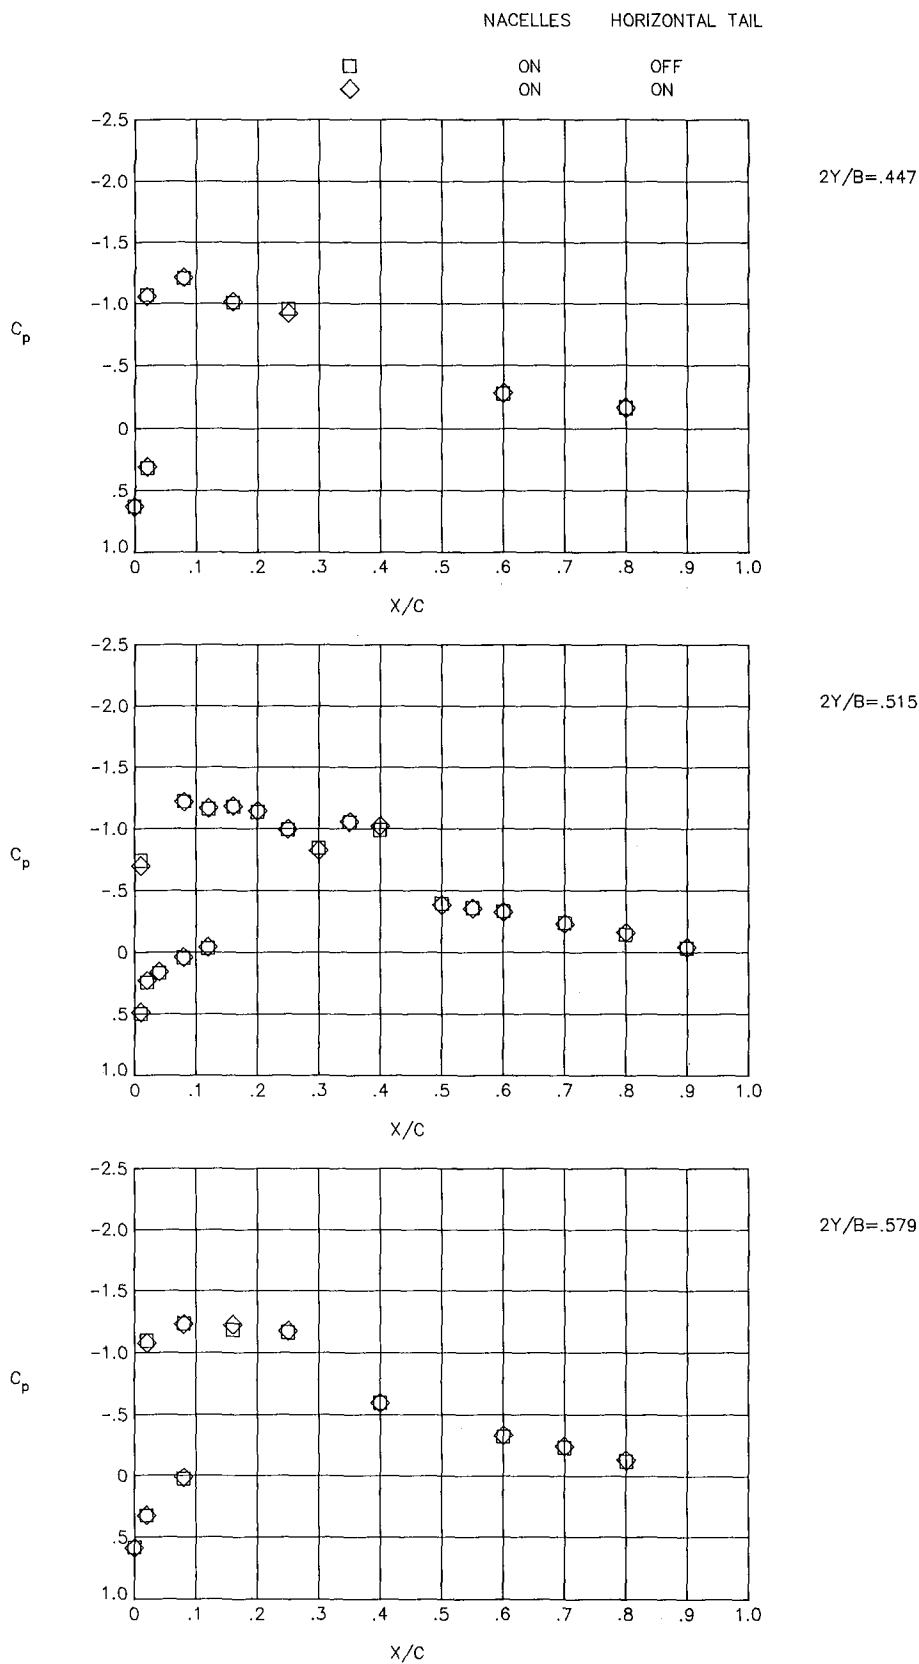 NACELLES HORIZONTAL TAIL
ON OFF
ON ON
-2.5
-2.0
2Y/B=.447
-1.5
-1.0
Cp
-.5
0
.5
1.0
0 .1 .2 .3 .4 .5 .6 .7 .8 .9 1.0
X/C
-2.5
-2.0
2Y/B=.515
-1.5
-1.0
Cp
-.5
0
.5
1.0
0 .1 .2 .3 .4 .5 .6 .7 .8 .9 1.0
X/C
-2.5
-2.0
2Y/B=.579
-1.5
-1.0
Cp
-.5
0
.5
1.0
0 .1 .2 .3 .4 .5 .6 .7 .8 .9 1.0
X/C